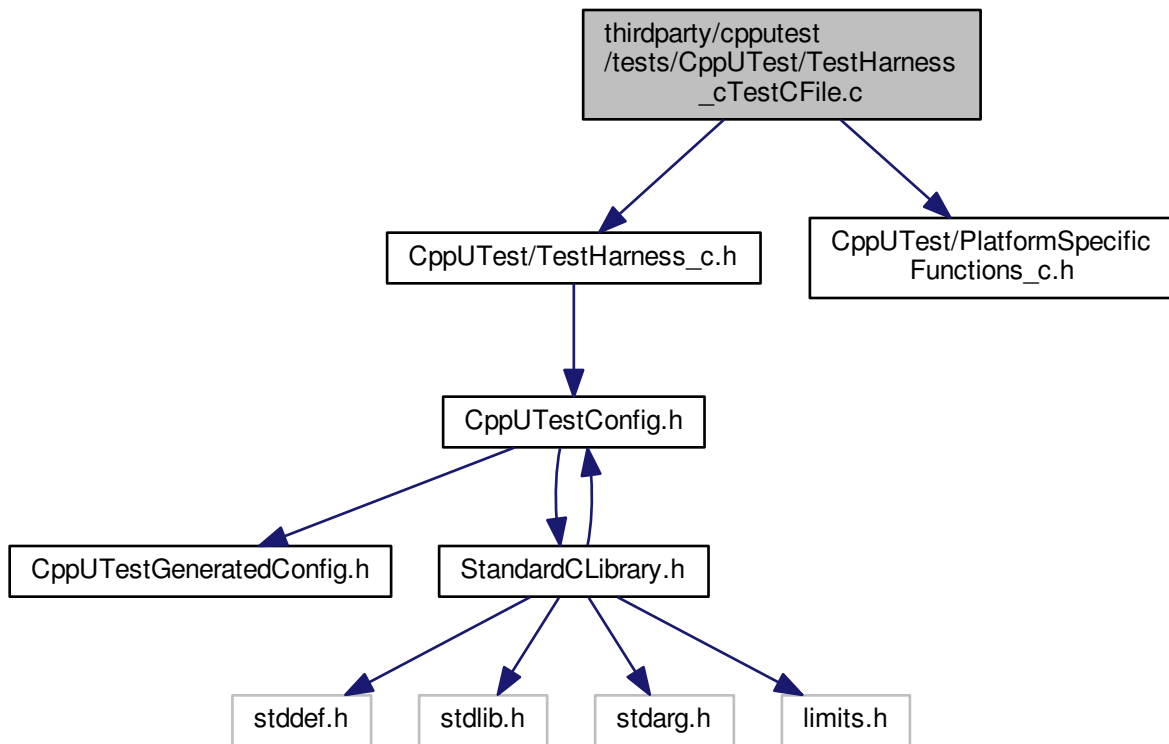 thirdparty/cpputest
/tests/CppUTest/TestHarness
_cTestCFile.c
CppUTest/TestHarness_c.h
CppUTest/PlatformSpecific
Functions_c.h
CppUTestConfig.h
CppUTestGeneratedConfig.h
StandardCLibrary.h
stddef.h
stdlib.h
stdarg.h
limits.h